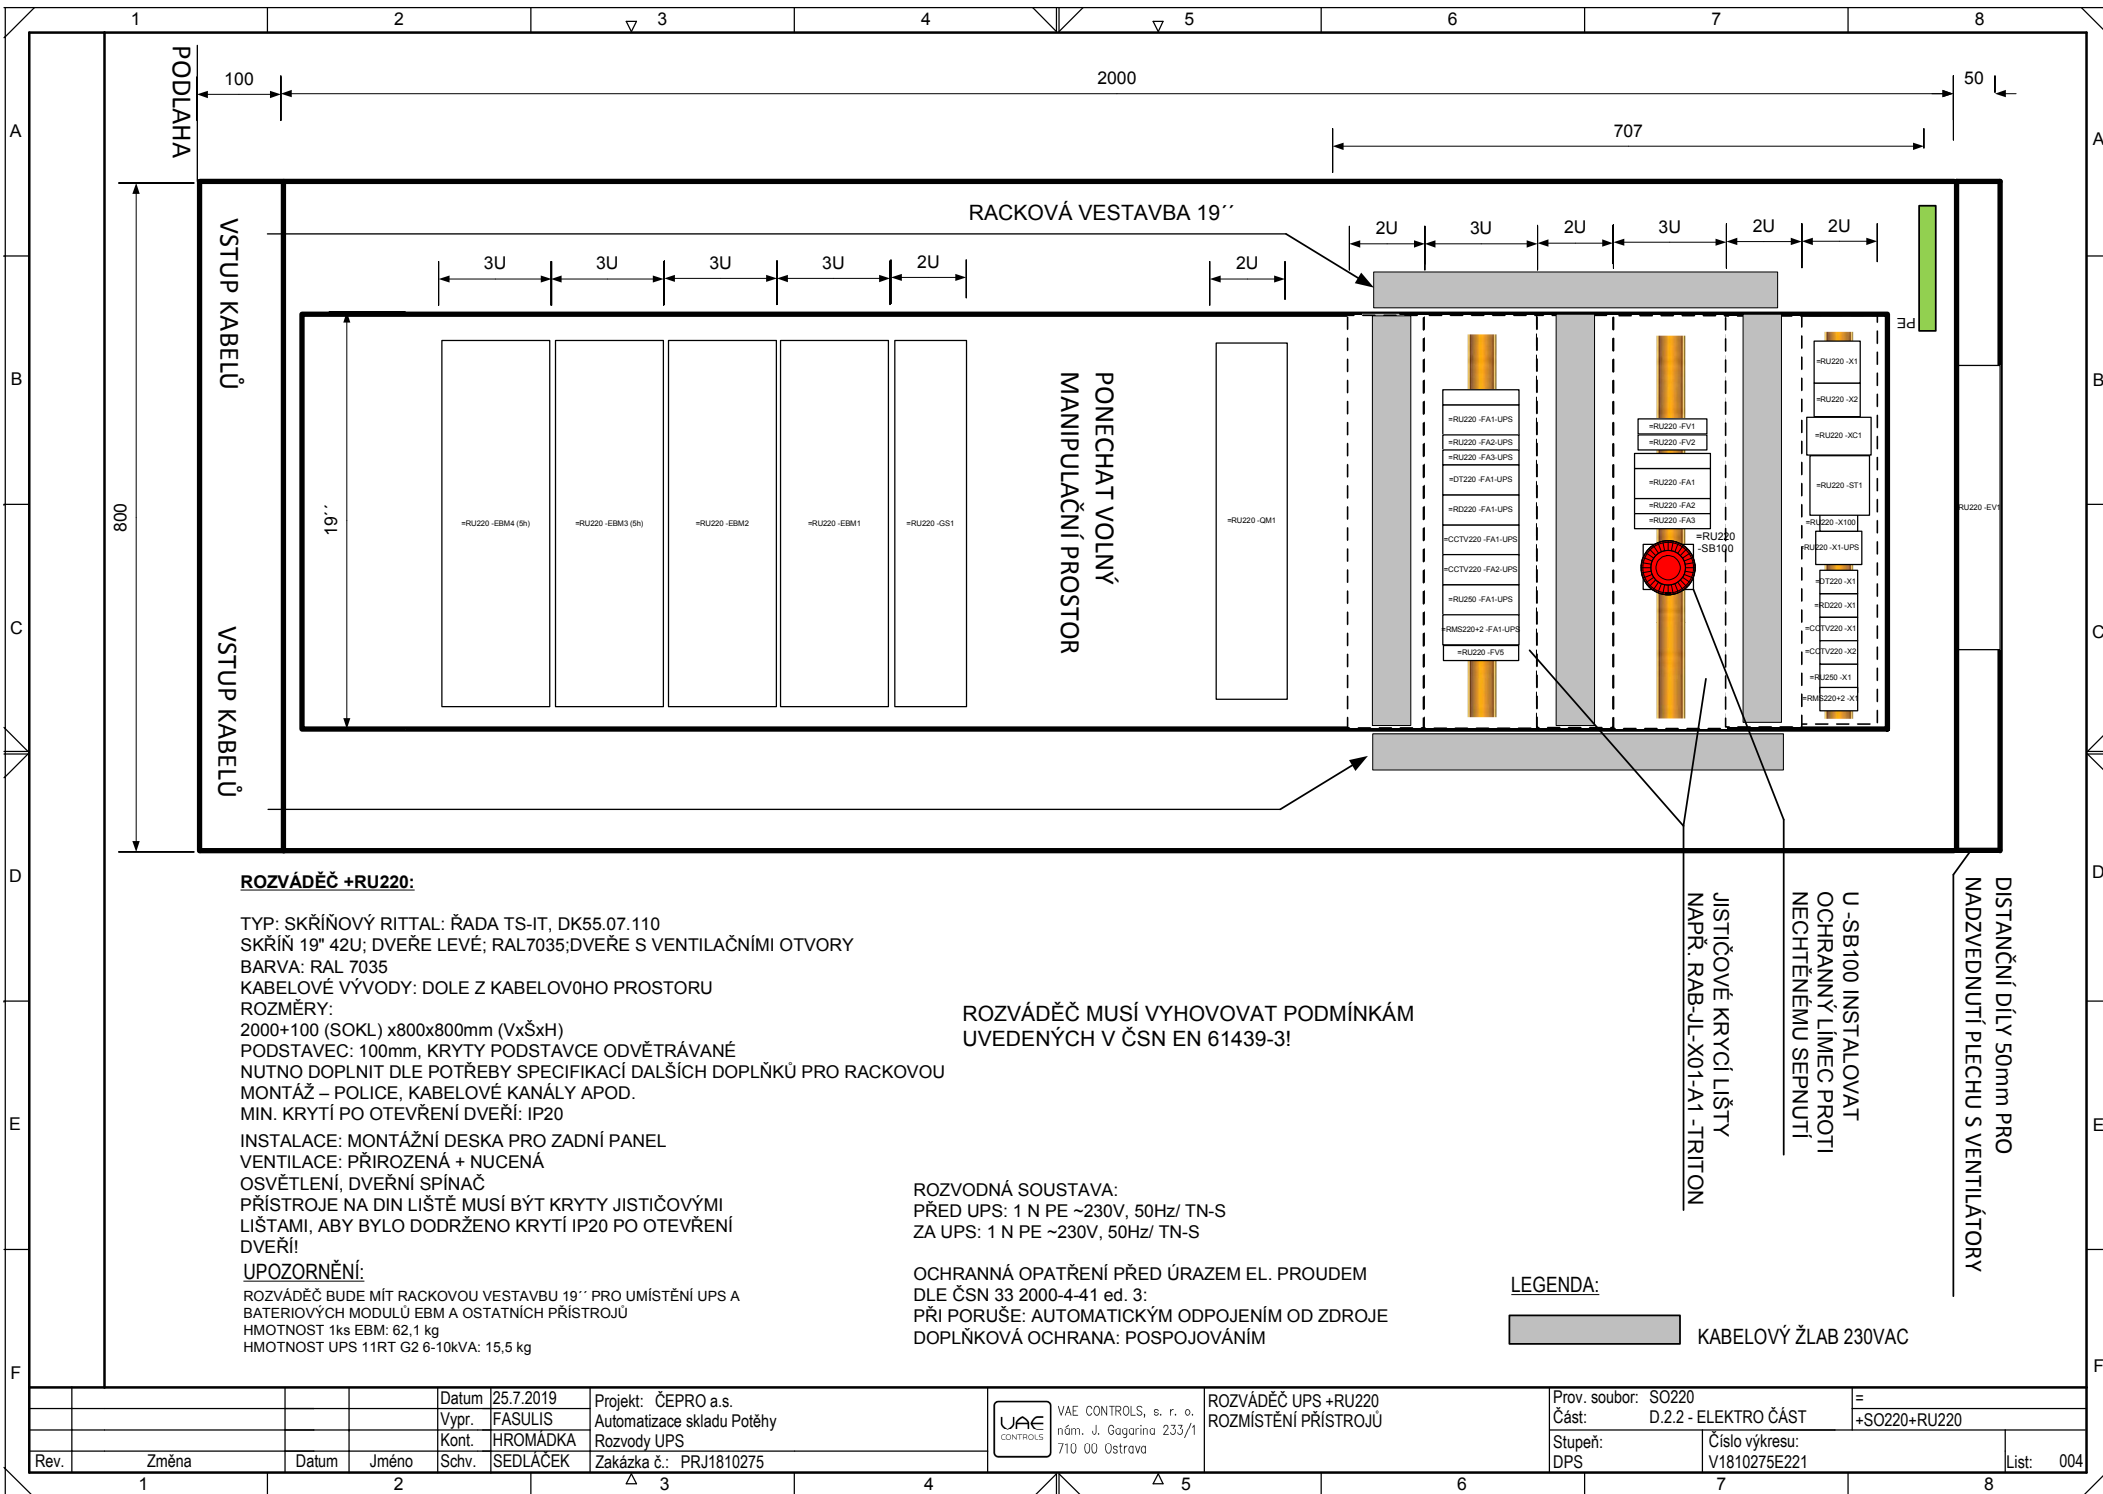 1 2 3 4 5 6 7 8
A
B
C
D
E
F
A
B
C
D
E
F
PODLAHA
100
2000
50
707
800
19´´
VSTUP KABELŮ
VSTUP KABELŮ
RACKOVÁ VESTAVBA 19´´
3U 3U 3U 3U 2U 2U
2U 3U 2U 3U 2U 2U
PE
=RU220 -EBM4 (5h)
=RU220 -EBM3 (5h)
=RU220 -EBM2
=RU220 -EBM1
=RU220 -GS1
PONECHAT VOLNÝ
MANIPULAČNÍ PROSTOR
=RU220 -QM1
=RU220 -FA1-UPS
=RU220 -FA2-UPS
=RU220 -FA3-UPS
=DT220 -FA1-UPS
=RD220 -FA1-UPS
=CCTV220 -FA1-UPS
=CCTV220 -FA2-UPS
=RU250 -FA1-UPS
=RMS220+2 -FA1-UPS
=RU220 -FV5
=RU220 -FV1
=RU220 -FV2
=RU220 -FA1
=RU220 -FA2
=RU220 -FA3
=RU220
-SB100
=RU220 -X1
=RU220 -X2
=RU220 -XC1
=RU220 -ST1
=RU220 -X100
=RU220 -X1-UPS
=DT220 -X1
=RD220 -X1
=CCTV220 -X1
=CCTV220 -X2
=RU250 -X1
=RMS220+2 -X1
RU220 -EV1
JISTIČOVÉ KRYCÍ LIŠTY
NAPŘ. RAB-JL-X01-A1 -TRITON
U -SB100 INSTALOVAT
OCHRANNÝ LÍMEC PROTI
NECHTĚNÉMU SEPNUTÍ
DISTANČNÍ DÍLY 50mm PRO
NADZVEDNUTÍ PLECHU S VENTILÁTORY
ROZVÁDĚČ +RU220:
TYP: SKŘÍŇOVÝ RITTAL: ŘADA TS-IT, DK55.07.110
SKŘÍŇ 19" 42U; DVEŘE LEVÉ; RAL7035;DVEŘE S VENTILAČNÍMI OTVORY
BARVA: RAL 7035
KABELOVÉ VÝVODY: DOLE Z KABELOV0HO PROSTORU
ROZMĚRY:
2000+100 (SOKL) x800x800mm (VxŠxH)
PODSTAVEC: 100mm, KRYTY PODSTAVCE ODVĚTRÁVANÉ
NUTNO DOPLNIT DLE POTŘEBY SPECIFIKACÍ DALŠÍCH DOPLŇKŮ PRO RACKOVOU
MONTÁŽ – POLICE, KABELOVÉ KANÁLY APOD.
MIN. KRYTÍ PO OTEVŘENÍ DVEŘÍ: IP20
INSTALACE: MONTÁŽNÍ DESKA PRO ZADNÍ PANEL
VENTILACE: PŘIROZENÁ + NUCENÁ
OSVĚTLENÍ, DVEŘNÍ SPÍNAČ
PŘÍSTROJE NA DIN LIŠTĚ MUSÍ BÝT KRYTY JISTIČOVÝMI
LIŠTAMI, ABY BYLO DODRŽENO KRYTÍ IP20 PO OTEVŘENÍ
DVEŘÍ!
UPOZORNĚNÍ:
ROZVÁDĚČ BUDE MÍT RACKOVOU VESTAVBU 19´´ PRO UMÍSTĚNÍ UPS A
BATERIOVÝCH MODULŮ EBM A OSTATNÍCH PŘÍSTROJŮ
HMOTNOST 1ks EBM: 62,1 kg
HMOTNOST UPS 11RT G2 6-10kVA: 15,5 kg
ROZVÁDĚČ MUSÍ VYHOVOVAT PODMÍNKÁM
UVEDENÝCH V ČSN EN 61439-3!
ROZVODNÁ SOUSTAVA:
PŘED UPS: 1 N PE ~230V, 50Hz/ TN-S
ZA UPS: 1 N PE ~230V, 50Hz/ TN-S
OCHRANNÁ OPATŘENÍ PŘED ÚRAZEM EL. PROUDEM
DLE ČSN 33 2000-4-41 ed. 3:
PŘI PORUŠE: AUTOMATICKÝM ODPOJENÍM OD ZDROJE
DOPLŇKOVÁ OCHRANA: POSPOJOVÁNÍM
LEGENDA:
KABELOVÝ ŽLAB 230VAC
Rev. Změna Datum Jméno
Datum 25.7.2019
Vypr. FASULIS
Kont. HROMÁDKA
Schv. SEDLÁČEK
Projekt: ČEPRO a.s.
Automatizace skladu Potěhy
Rozvody UPS
Zakázka č.: PRJ1810275
UAE
CONTROLS
VAE CONTROLS, s. r. o.
nám. J. Gagarina 233/1
710 00 Ostrava
ROZVÁDĚČ UPS +RU220
ROZMÍSTĚNÍ PŘÍSTROJŮ
Prov. soubor: SO220
Část: D.2.2 - ELEKTRO ČÁST
Stupeň:
DPS
Číslo výkresu:
V1810275E221
=
+SO220+RU220
List: 004
1 2 3 4 5 6 7 8